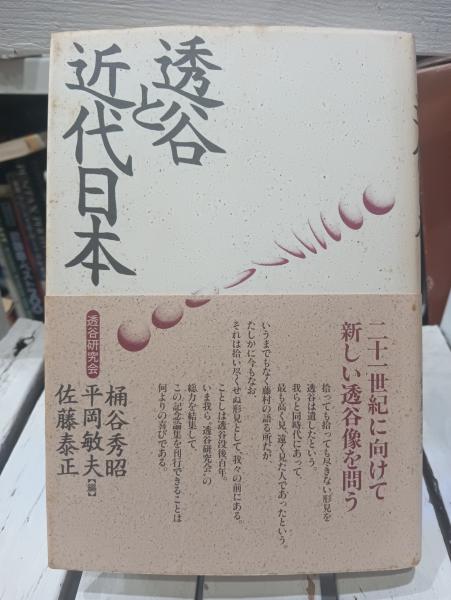 透谷と
近代日本
二十一世紀に向けて
新しい透谷像を問う
拾っても拾っても尽きない形見を
透谷は遺したという。
我らと同時代にあって、
最も高く見、遠く見た人であったという。
いうまでもなく藤村の語る所だが、
たしかに今もなお
それは拾い尽くせぬ形見として、我々の前にある。
ことしは透谷没後百年。
いま我ら〝透谷研究会〟の
総力を結集して
この記念論集を刊行できることは
何よりの喜びである。
透谷研究会
桶谷秀昭
平岡敏夫【編】
佐藤泰正